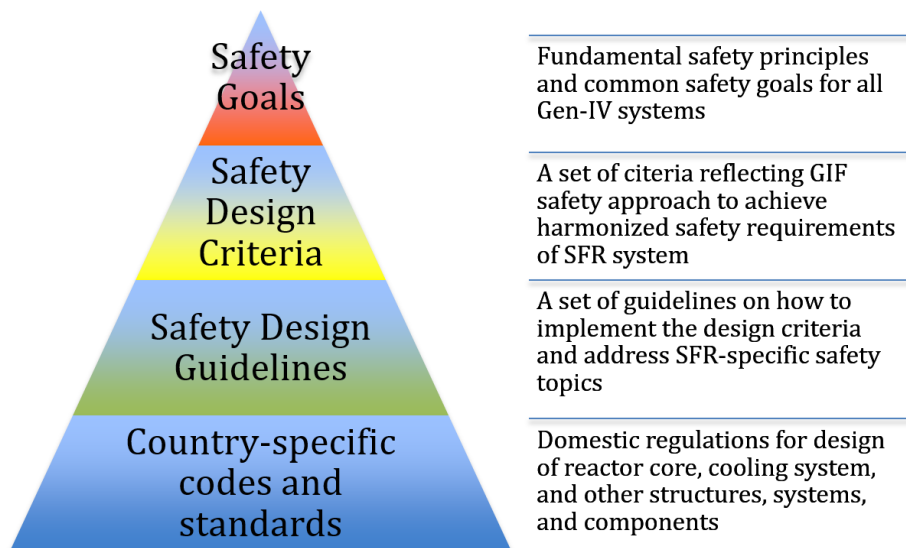 Safety
Goals
Fundamental safety principles
and common safety goals for all
Gen-IV systems
Safety
Design
Criteria
A set of citeria reflecting GIF
safety approach to achieve
harmonized safety requirements
of SFR system
Safety Design
Guidelines
A set of guidelines on how to
implement the design criteria
and address SFR-specific safety
topics
Country-specific
codes and
standards
Domestic regulations for design
of reactor core, cooling system,
and other structures, systems,
and components